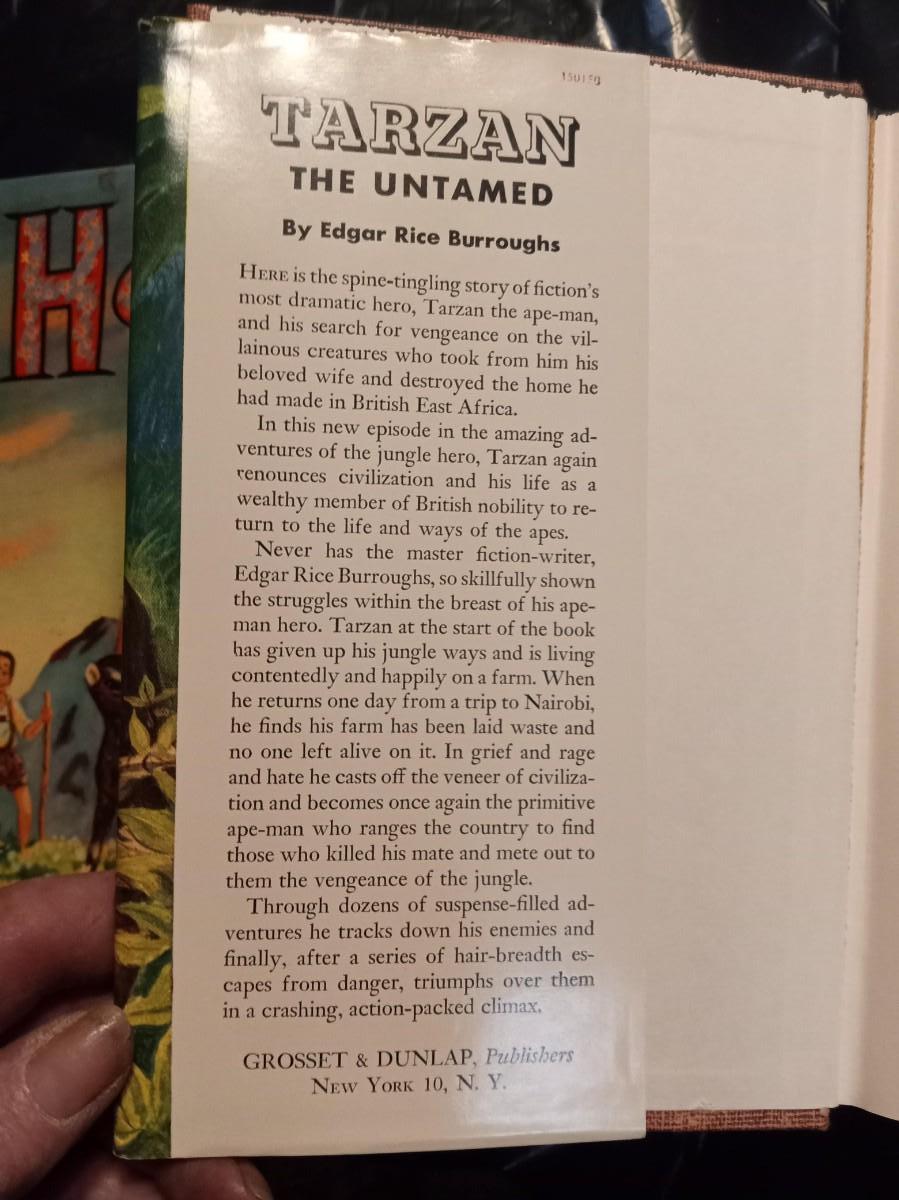 TARZAN
THE UNTAMED
By Edgar Rice Burroughs
HERE is the spine-tingling story of fiction's
most dramatic hero, Tarzan the ape-man,
and his search for vengeance on the vil-
lainous creatures who took from him his
beloved wife and destroyed the home he
had made in British East Africa.
In this new episode in the amazing ad-
ventures of the jungle hero, Tarzan again
renounces civilization and his life as a
wealthy member of British nobility to re-
turn to the life and ways of the apes.
Never has the master fiction-writer,
Edgar Rice Burroughs, so skillfully shown
the struggles within the breast of his ape-
man hero. Tarzan at the start of the book
has given up his jungle ways and is living
contentedly and happily on a farm. When
he returns one day from a trip to Nairobi,
he finds his farm has been laid waste and
no one left alive on it. In grief and rage
and hate he casts off the veneer of civiliza-
tion and becomes once again the primitive
ape-man who ranges the country to find
those who killed his mate and mete out to
them the vengeance of the jungle.
Through dozens of suspense-filled ad-
ventures he tracks down his enemies and
finally, after a series of hair-breadth es-
capes from danger, triumphs over them
in a crashing, action-packed climax.
GROSSET & DUNLAP, Publishers
NEW YORK 10, N. Y.
H